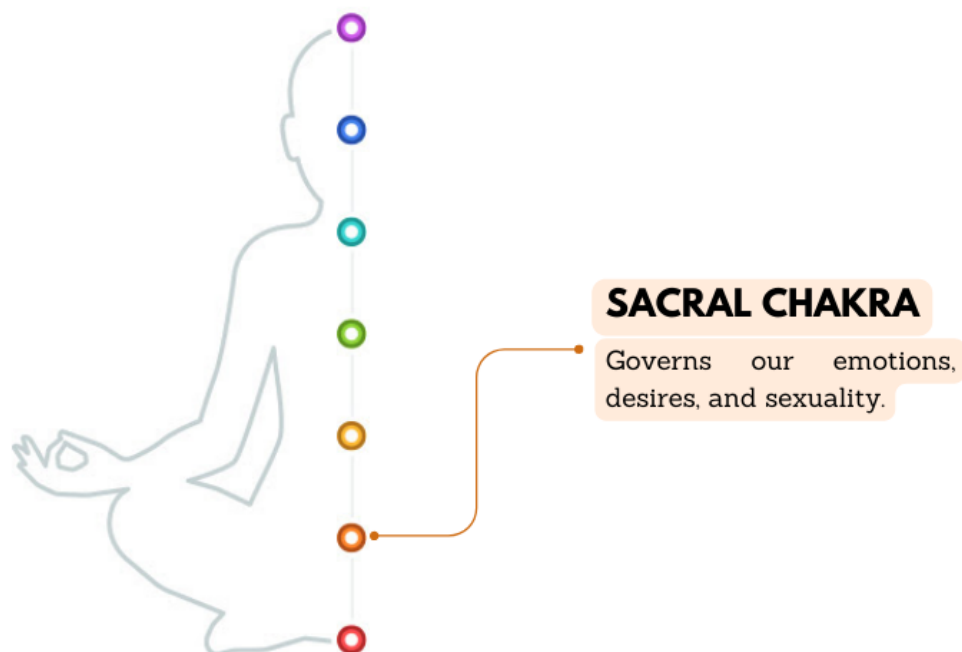 SACRAL CHAKRA
Governs our emotions,
desires, and sexuality.